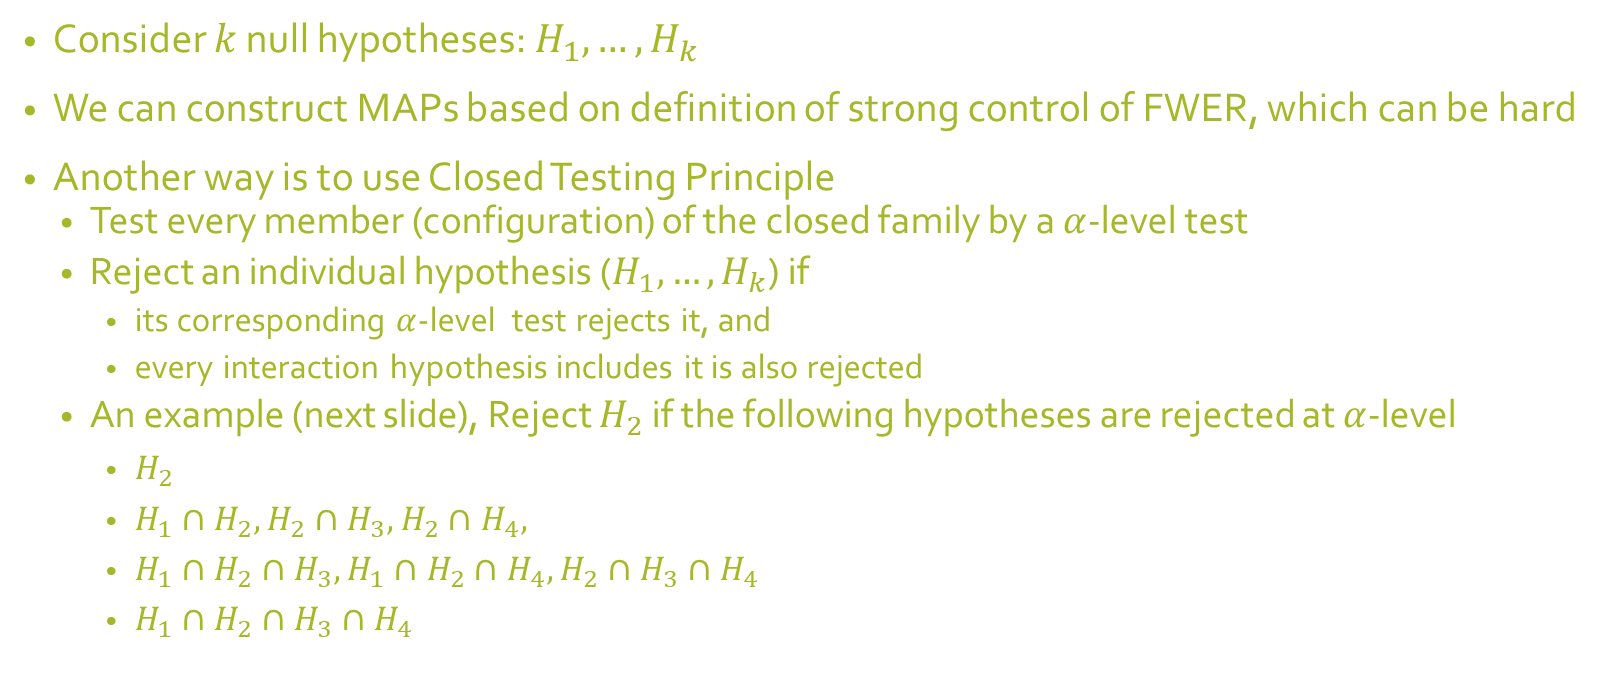 • Consider k null hypotheses: H₁, … , Hₖ
• We can construct MAPs based on definition of strong control of FWER, which can be hard
• Another way is to use Closed Testing Principle
• Test every member (configuration) of the closed family by a α-level test
• Reject an individual hypothesis (H₁, … , Hₖ) if
• its corresponding α-level test rejects it, and
• every interaction hypothesis includes it is also rejected
• An example (next slide), Reject H₂ if the following hypotheses are rejected at α-level
• H₂
• H₁ ∩ H₂, H₂ ∩ H₃, H₂ ∩ H₄,
• H₁ ∩ H₂ ∩ H₃, H₁ ∩ H₂ ∩ H₄, H₂ ∩ H₃ ∩ H₄
• H₁ ∩ H₂ ∩ H₃ ∩ H₄